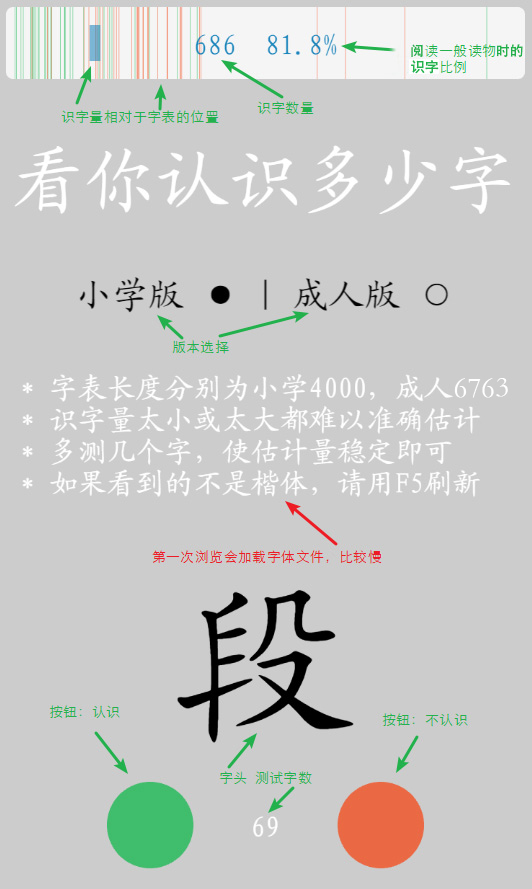 686 81.8%
阅读一般读物时的
识字比例
识字量相对于字表的位置
识字数量
看你认识多少字
小学版 ● | 成人版 ○
版本选择
* 字表长度分别为小学4000，成人6763
* 识字量太小或太大都难以准确估计
* 多测几个字，使估计量稳定即可
* 如果看到的不是楷体，请用F5刷新
第一次浏览会加载字体文件，比较慢
段
按钮：认识
按钮：不认识
字头 测试字数
69